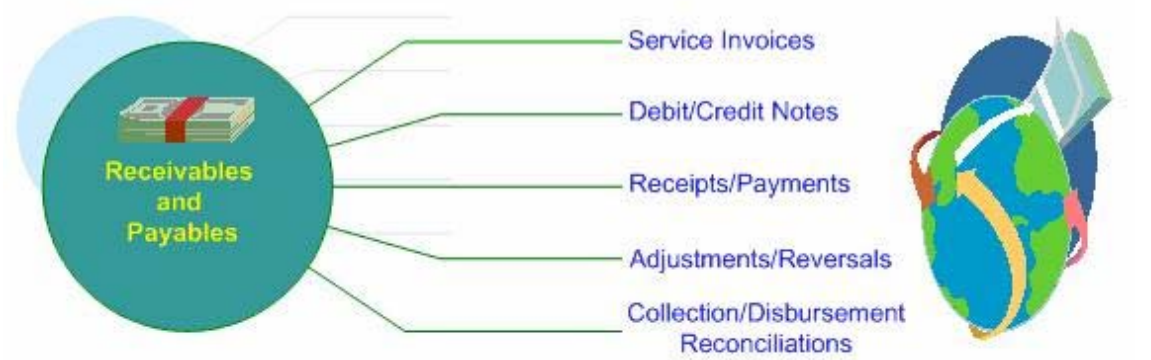 Receivables
and
Payables
Service Invoices
Debit/Credit Notes
Receipts/Payments
Adjustments/Reversals
Collection/Disbursement
Reconciliations